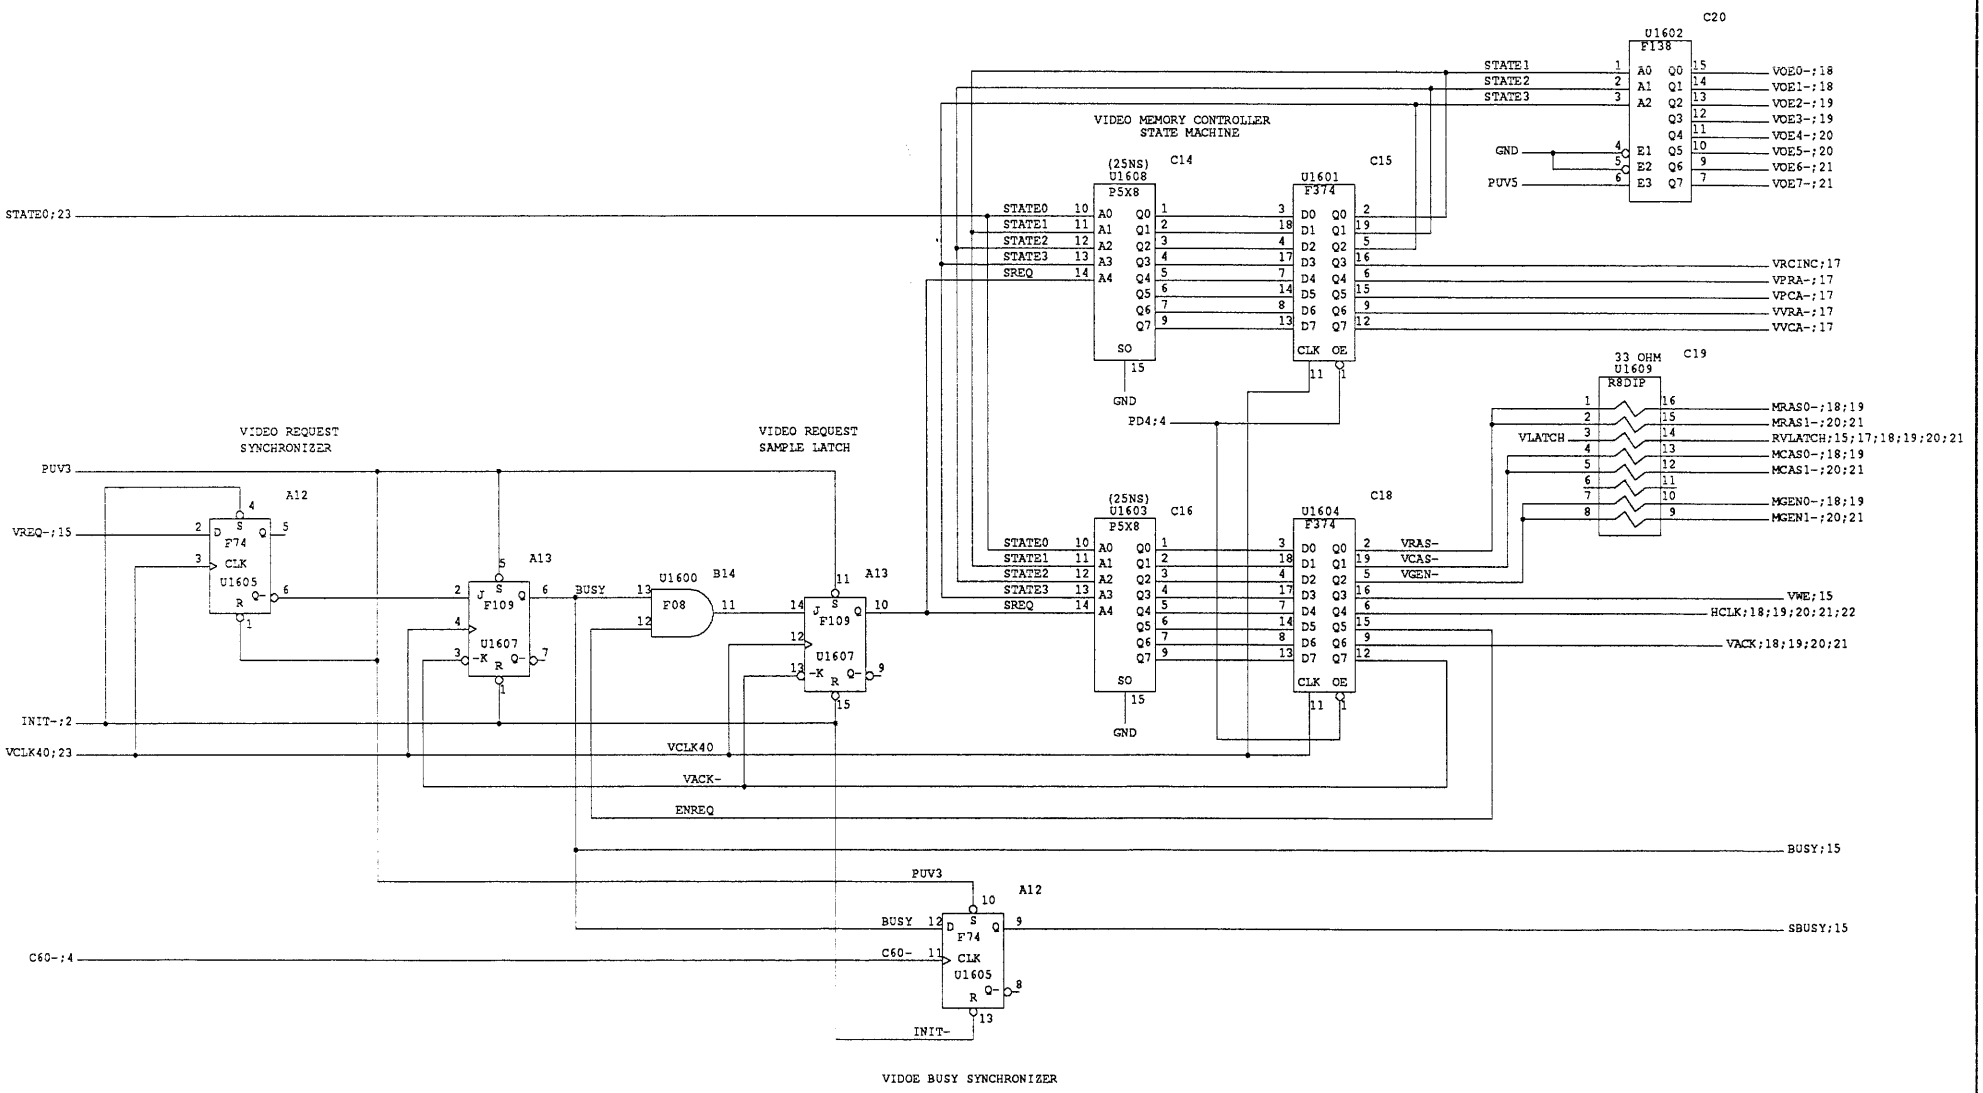 C20
U1602
F138
STATE1 1 A0 Q0 15 VOE0-;18
STATE2 2 A1 Q1 14 VOE1-;18
STATE3 3 A2 Q2 13 VOE2-;19
Q3 12 VOE3-;19
Q4 11 VOE4-;20
GND 4 E1 Q5 10 VOE5-;20
5 E2 Q6 9 VOE6-;21
PUV5 6 E3 Q7 7 VOE7-;21
VIDEO MEMORY CONTROLLER
STATE MACHINE
(25NS) C14
U1608
P5X8
C15
U1601
F374
STATE0;23
STATE0 10 A0 Q0 1 3 D0 Q0 2
STATE1 11 A1 Q1 2 18 D1 Q1 19
STATE2 12 A2 Q2 3 4 D2 Q2 5
STATE3 13 A3 Q3 4 17 D3 Q3 16 VRCINC;17
SREQ 14 A4 Q4 5 7 D4 Q4 6 VPRA-;17
Q5 6 14 D5 Q5 15 VPCA-;17
Q6 7 8 D6 Q6 9 VVRA-;17
Q7 9 13 D7 Q7 12 VVCA-;17
SO CLK OE
15 11 1
GND
PD4;4
33 OHM C19
U1609
R8DIP
1 16 MRAS0-;18;19
2 15 MRAS1-;20;21
VLATCH 3 14 RVLATCH;15;17;18;19;20;21
4 13 MCAS0-;18;19
5 12 MCAS1-;20;21
6 11
7 10 MGEN0-;18;19
8 9 MGEN1-;20;21
VIDEO REQUEST
SYNCHRONIZER
VIDEO REQUEST
SAMPLE LATCH
PUV3
A12
4
S
VREQ-;15 2 D Q 5
F74
3 CLK
U1605
Q- 6
R
1
A13
5
S
2 J Q 6 BUSY
F109
4
U1607
3 -K Q- 7
R
1
U1600 B14
13 F08 11
12
A13
11
S
14 J Q 10
F109
12
U1607
13 -K Q- 9
R
15
(25NS) C16
U1603
P5X8
C18
U1604
F374
STATE0 10 A0 Q0 1 3 D0 Q0 2 VRAS-
STATE1 11 A1 Q1 2 18 D1 Q1 19 VCAS-
STATE2 12 A2 Q2 3 4 D2 Q2 5 VGEN-
STATE3 13 A3 Q3 4 17 D3 Q3 16 VWE;15
SREQ 14 A4 Q4 5 7 D4 Q4 6 HCLK;18;19;20;21;22
Q5 6 14 D5 Q5 15
Q6 7 8 D6 Q6 9 VACK;18;19;20;21
Q7 9 13 D7 Q7 12
SO CLK OE
15 11 1
GND
INIT-;2
VCLK40;23 VCLK40
VACK-
ENREQ
BUSY;15
PUV3
A12
10
S
BUSY 12 D Q 9 SBUSY;15
F74
C60-;4 C60- 11 CLK
U1605
Q- 8
R
13
INIT-
VIDOE BUSY SYNCHRONIZER